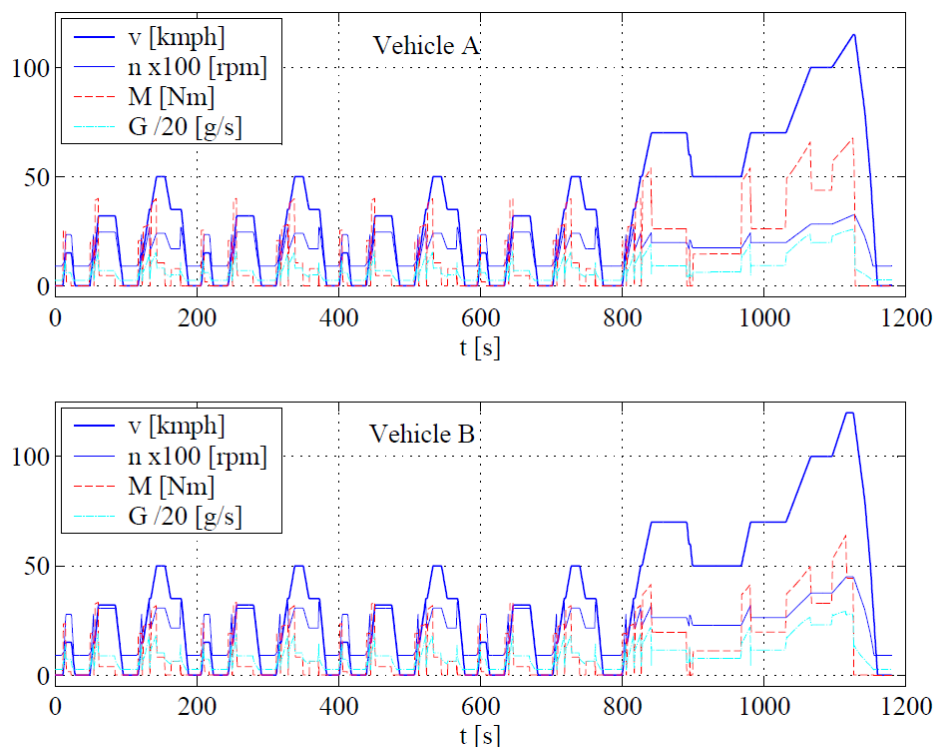 Vehicle A
v [kmph]
n x100 [rpm]
M [Nm]
G /20 [g/s]
100
50
0
0 200 400 600 800 1000 1200
t [s]
Vehicle B
v [kmph]
n x100 [rpm]
M [Nm]
G /20 [g/s]
100
50
0
0 200 400 600 800 1000 1200
t [s]